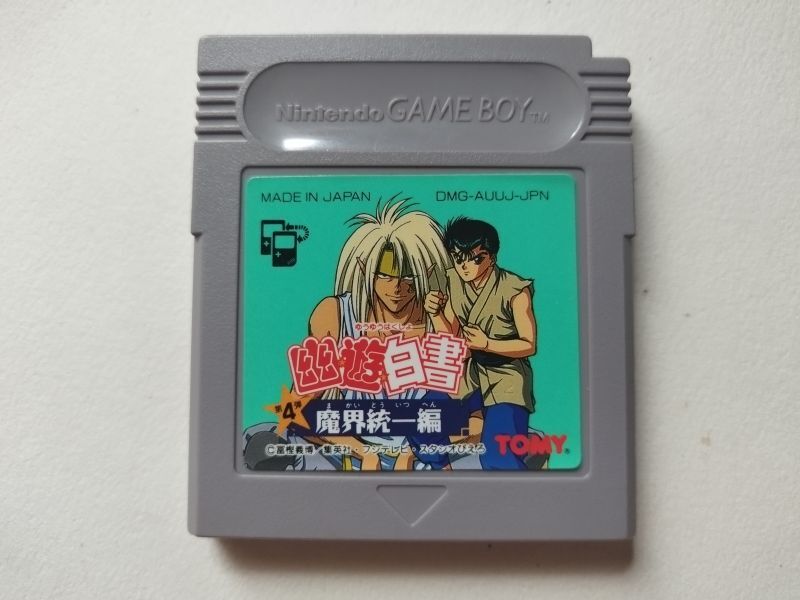 Nintendo GAME BOY TM
MADE IN JAPAN DMG-AUUJ-JPN
ゆうゆうはくしょ
幽★遊★白書
第4弾
まかいとういつへん
魔界統一編
©冨樫義博／集英社・フジテレビ・スタジオぴえろ
TOMY®